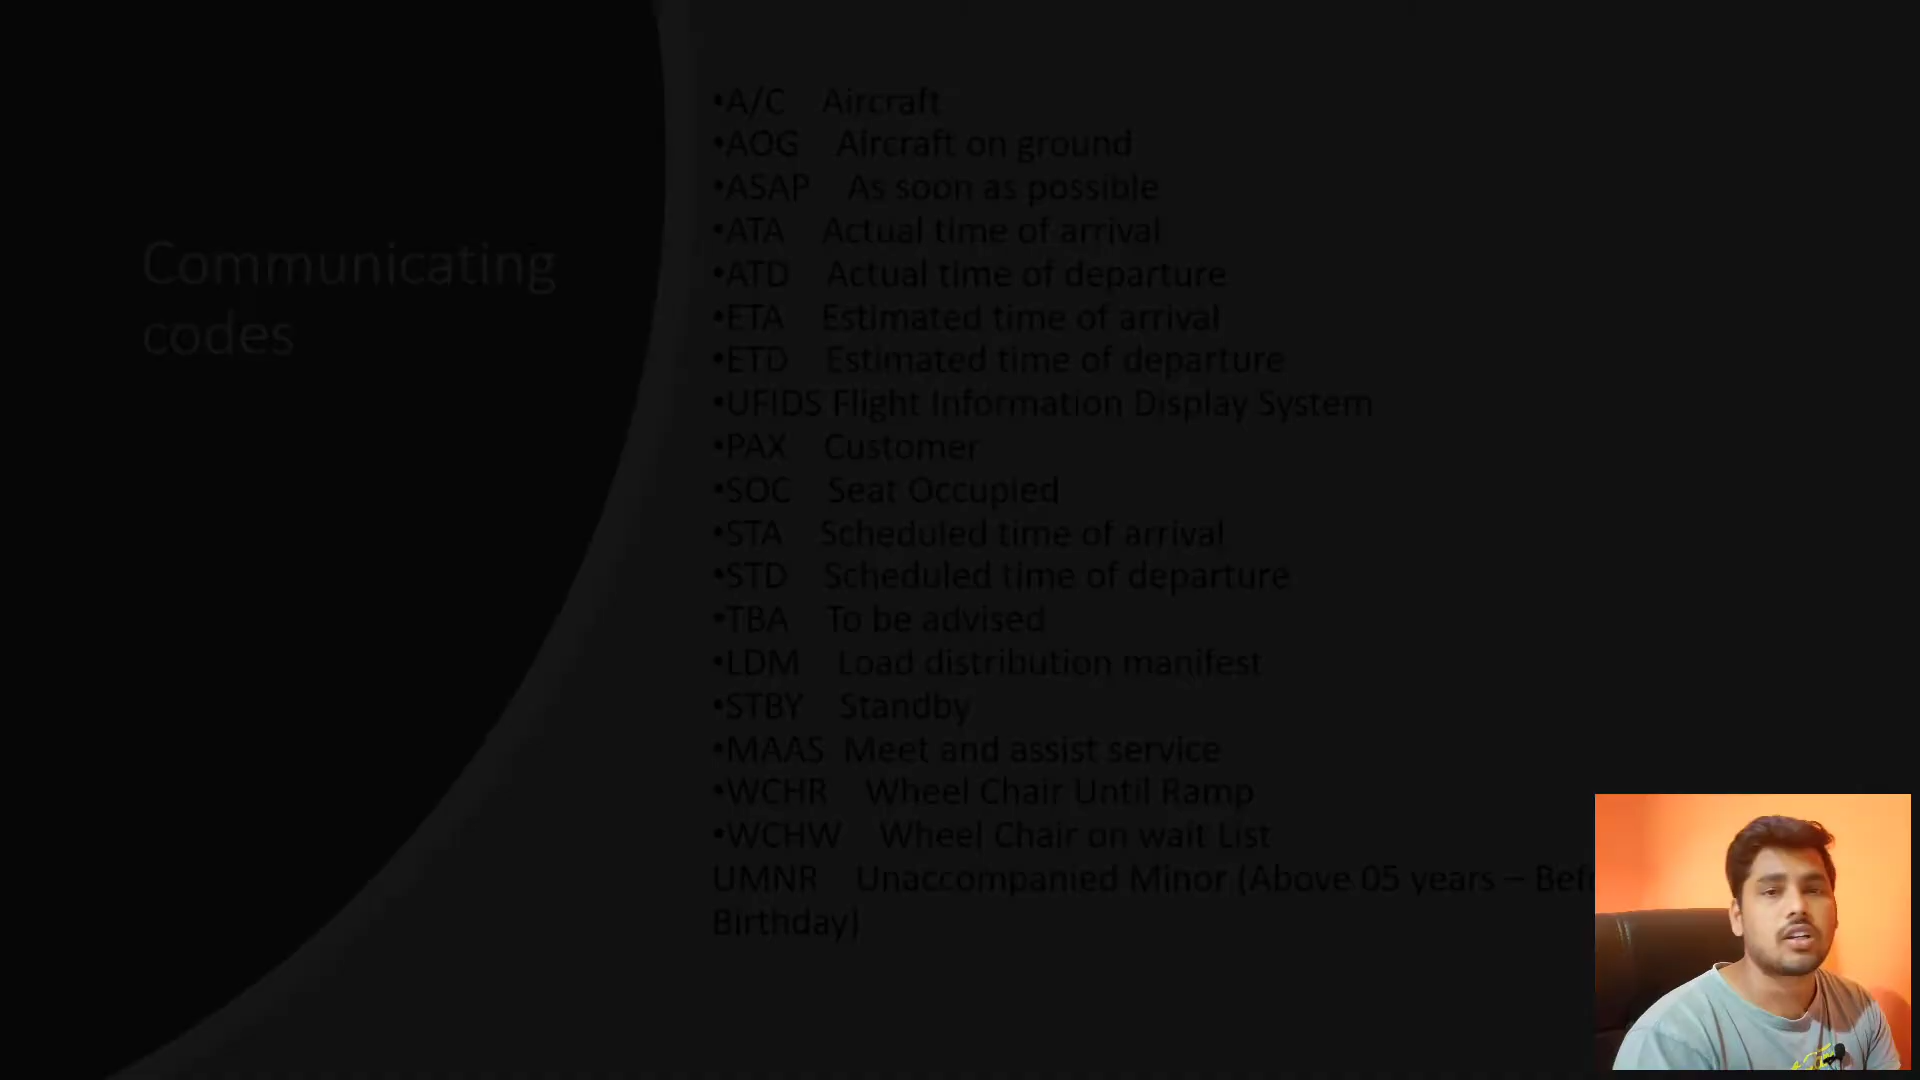 Communicating
codes
•A/C Aircraft
•AOG Aircraft on ground
•ASAP As soon as possible
•ATA Actual time of arrival
•ATD Actual time of departure
•ETA Estimated time of arrival
•ETD Estimated time of departure
•UFIDS Flight Information Display System
•PAX Customer
•SOC Seat Occupied
•STA Scheduled time of arrival
•STD Scheduled time of departure
•TBA To be advised
•LDM Load distribution manifest
•STBY Standby
•MAAS Meet and assist service
•WCHR Wheel Chair Until Ramp
•WCHW Wheel Chair on wait List
UMNR Unaccompanied Minor (Above 05 years –
Birthday)